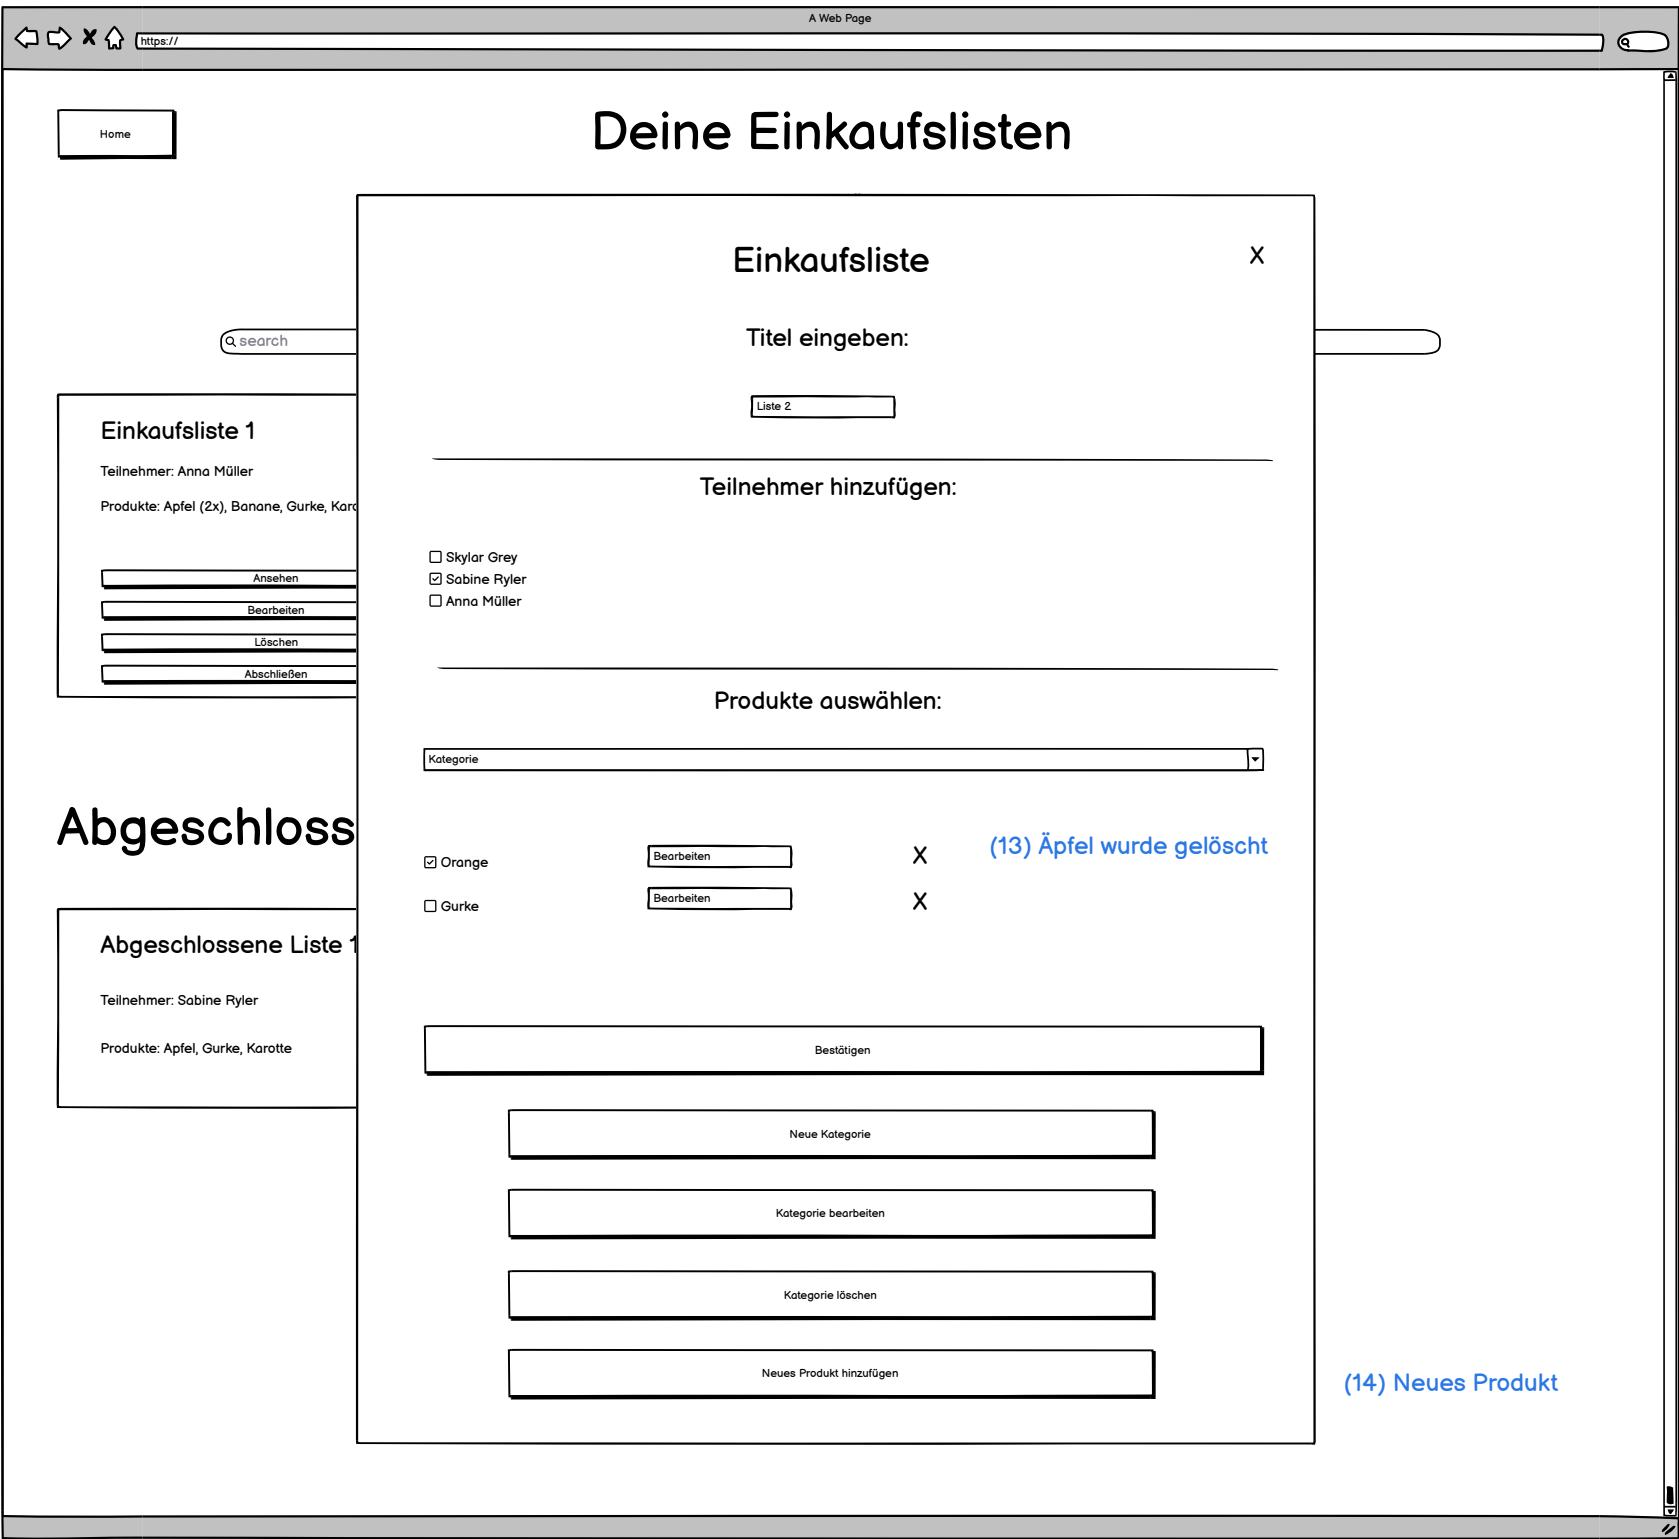 A Web Page
https://
Home
Deine Einkaufslisten
Einkaufsliste
X
Titel eingeben:
search
Liste 2
Einkaufsliste 1
Teilnehmer: Anna Müller
Produkte: Apfel (2x), Banane, Gurke, Karo
Ansehen
Bearbeiten
Löschen
Abschließen
Teilnehmer hinzufügen:
Skylar Grey
Sabine Ryler
Anna Müller
Produkte auswählen:
Kategorie
Abgeschloss
Orange
Bearbeiten
X
(13) Äpfel wurde gelöscht
Gurke
Bearbeiten
X
Abgeschlossene Liste 1
Teilnehmer: Sabine Ryler
Produkte: Apfel, Gurke, Karotte
Bestätigen
Neue Kategorie
Kategorie bearbeiten
Kategorie löschen
Neues Produkt hinzufügen
(14) Neues Produkt